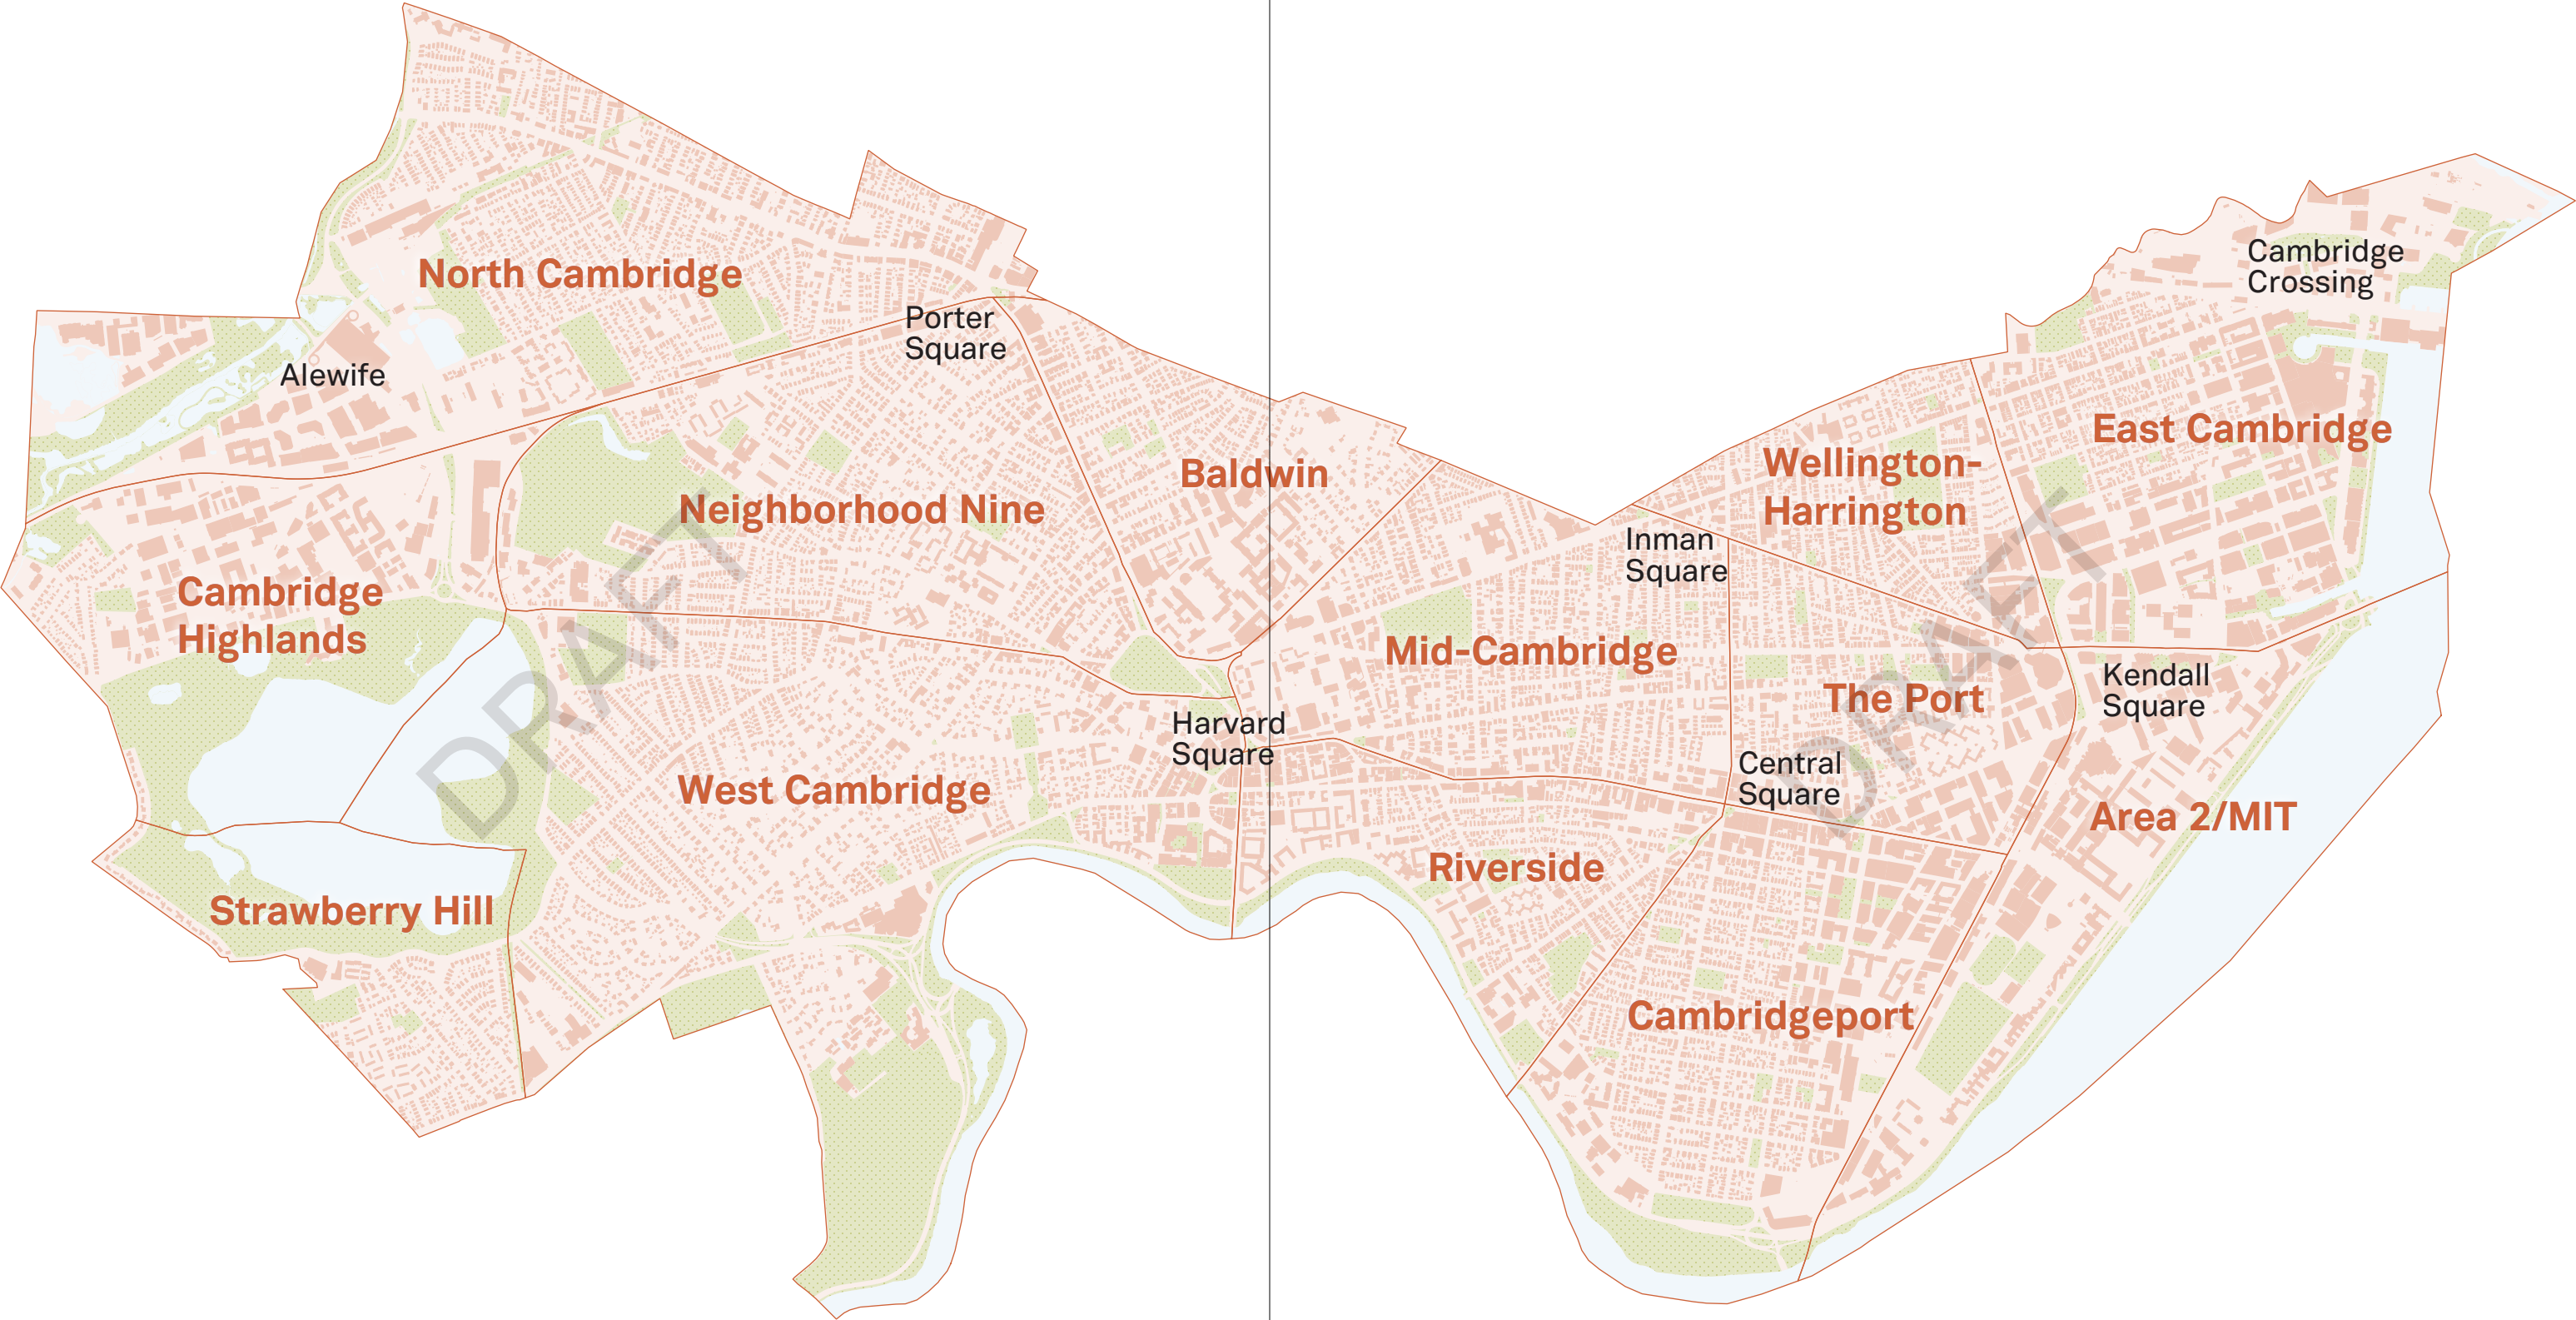 North Cambridge
Porter
Square
Alewife
Neighborhood Nine
Baldwin
Cambridge
Highlands
DRAFT
West Cambridge
Harvard
Square
Strawberry Hill
Cambridge
Crossing
East Cambridge
Wellington-
Harrington
Inman
Square
Mid-Cambridge
The Port
Kendall
Square
DRAFT
Central
Square
Area 2/MIT
Riverside
Cambridgeport